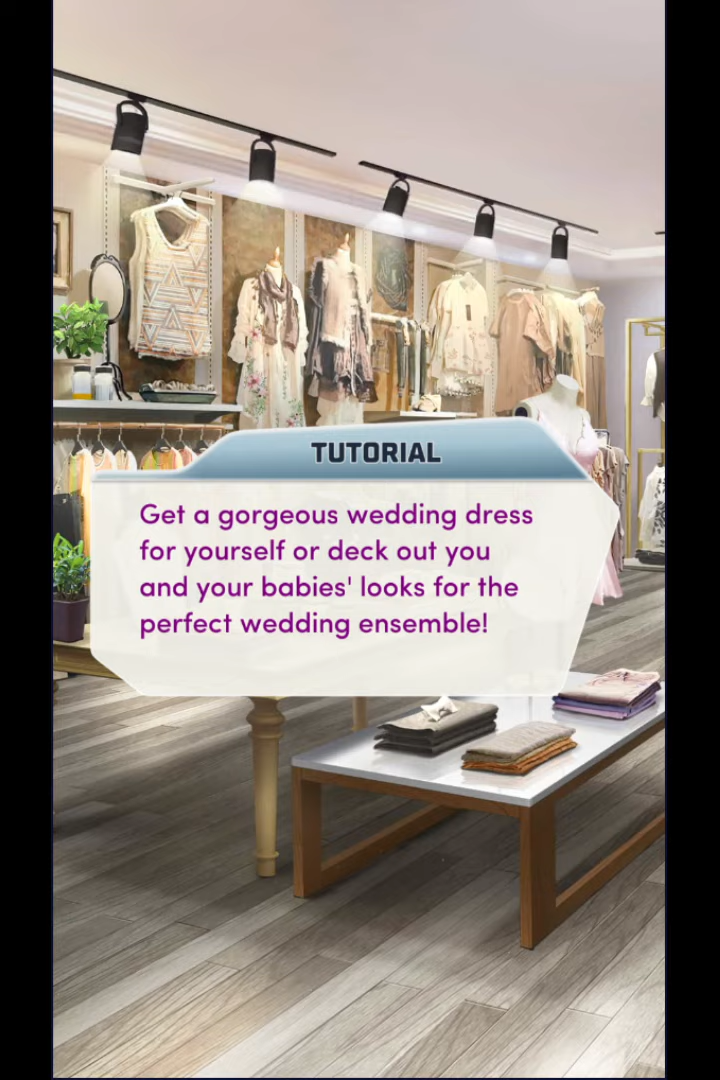 TUTORIAL
Get a gorgeous wedding dress
for yourself or deck out you
and your babies' looks for the
perfect wedding ensemble!